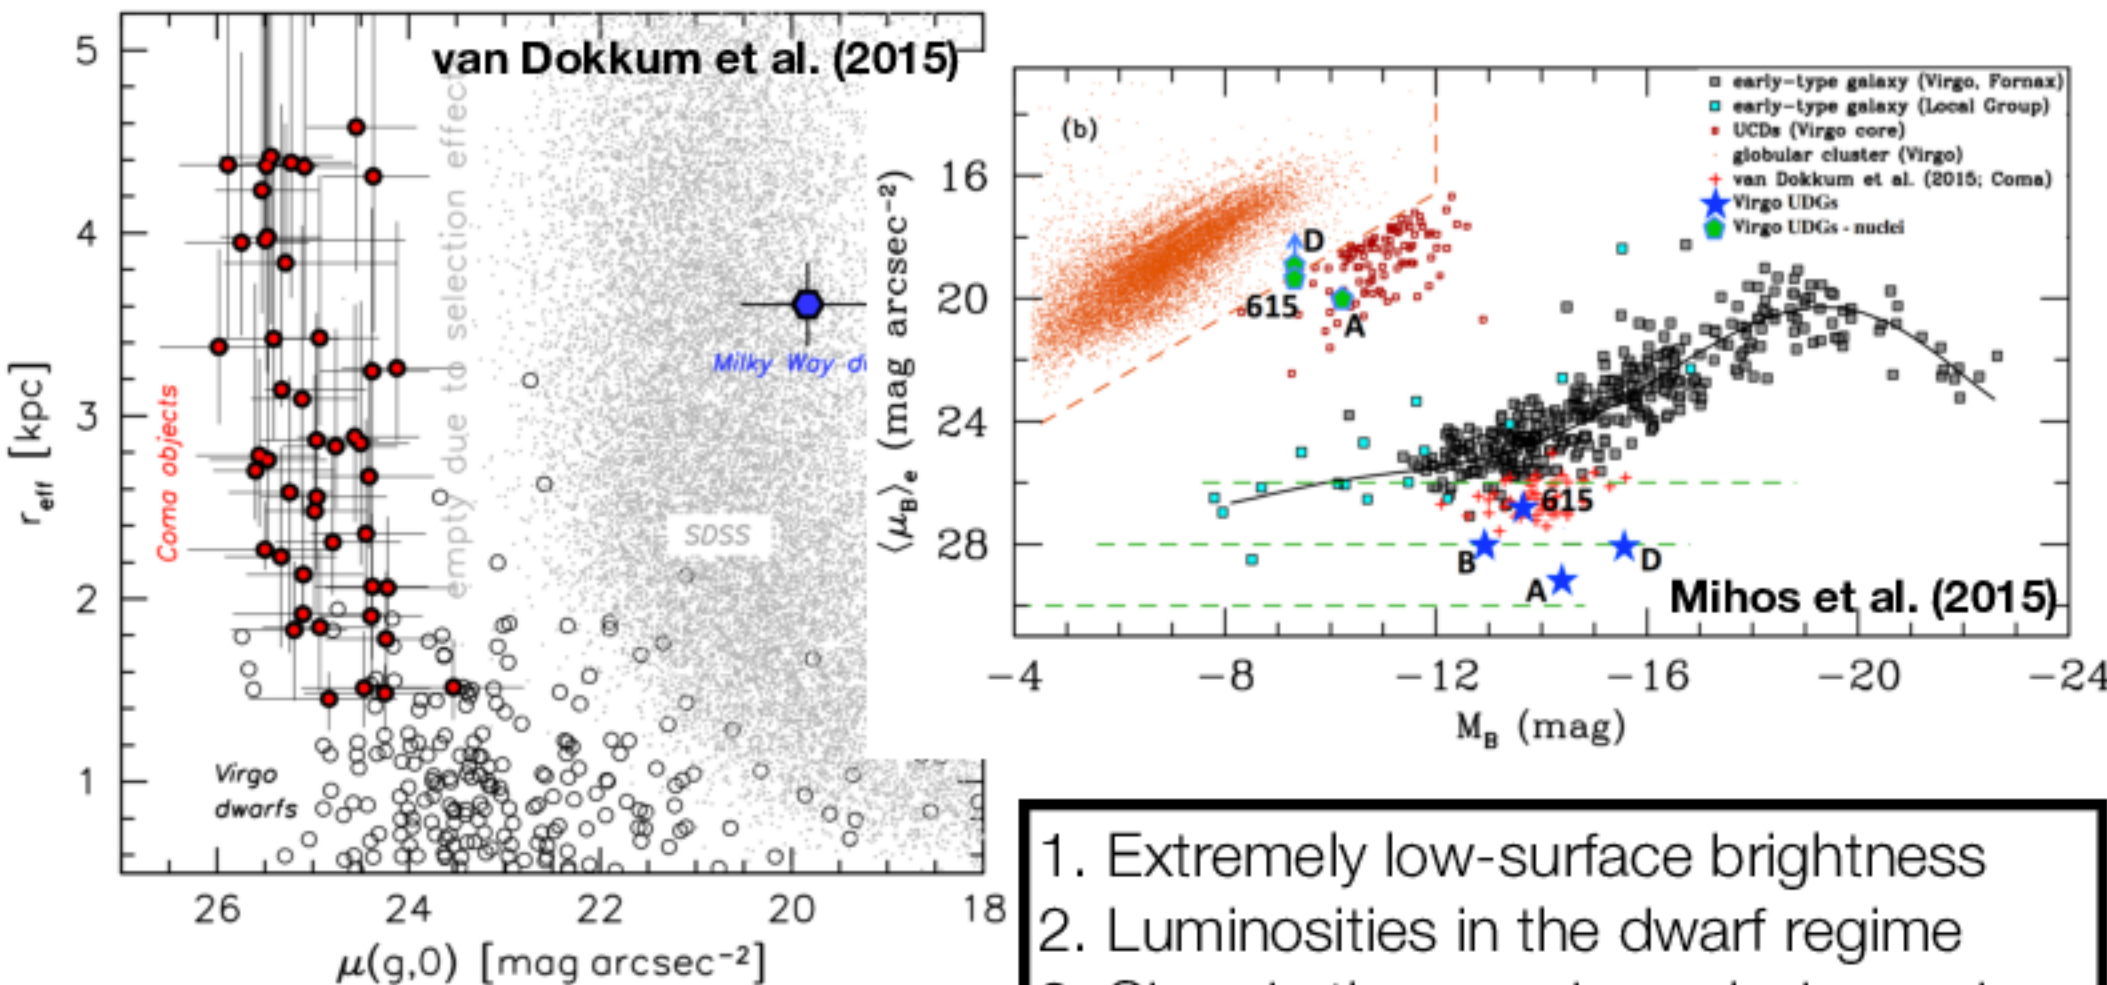 van Dokkum et al. (2015)
5
4
3
2
1
r_eff [kpc]
Coma objects
empty due to selection effect
Milky Way
SDSS
Virgo
dwarfs
26 24 22 20 18
μ(g,0) [mag arcsec⁻²]
(b)
early-type galaxy (Virgo, Fornax)
early-type galaxy (Local Group)
UCDs (Virgo core)
globular cluster (Virgo)
van Dokkum et al. (2015; Coma)
Virgo UDGs
Virgo UDGs - nuclei
16
20
24
28
⟨μ_B⟩_e (mag arcsec⁻²)
D
615
A
615
B
D
A
Mihos et al. (2015)
−4 −8 −12 −16 −20 −24
M_B (mag)
1. Extremely low-surface brightness
2. Luminosities in the dwarf regime